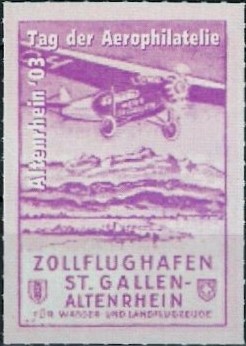 Tag der Aerophilatelie
Altenrhein '03
ZOLLFLUGHAFEN
ST. GALLEN-
ALTENRHEIN
FÜR WASSER- UND LANDFLUGZEUGE